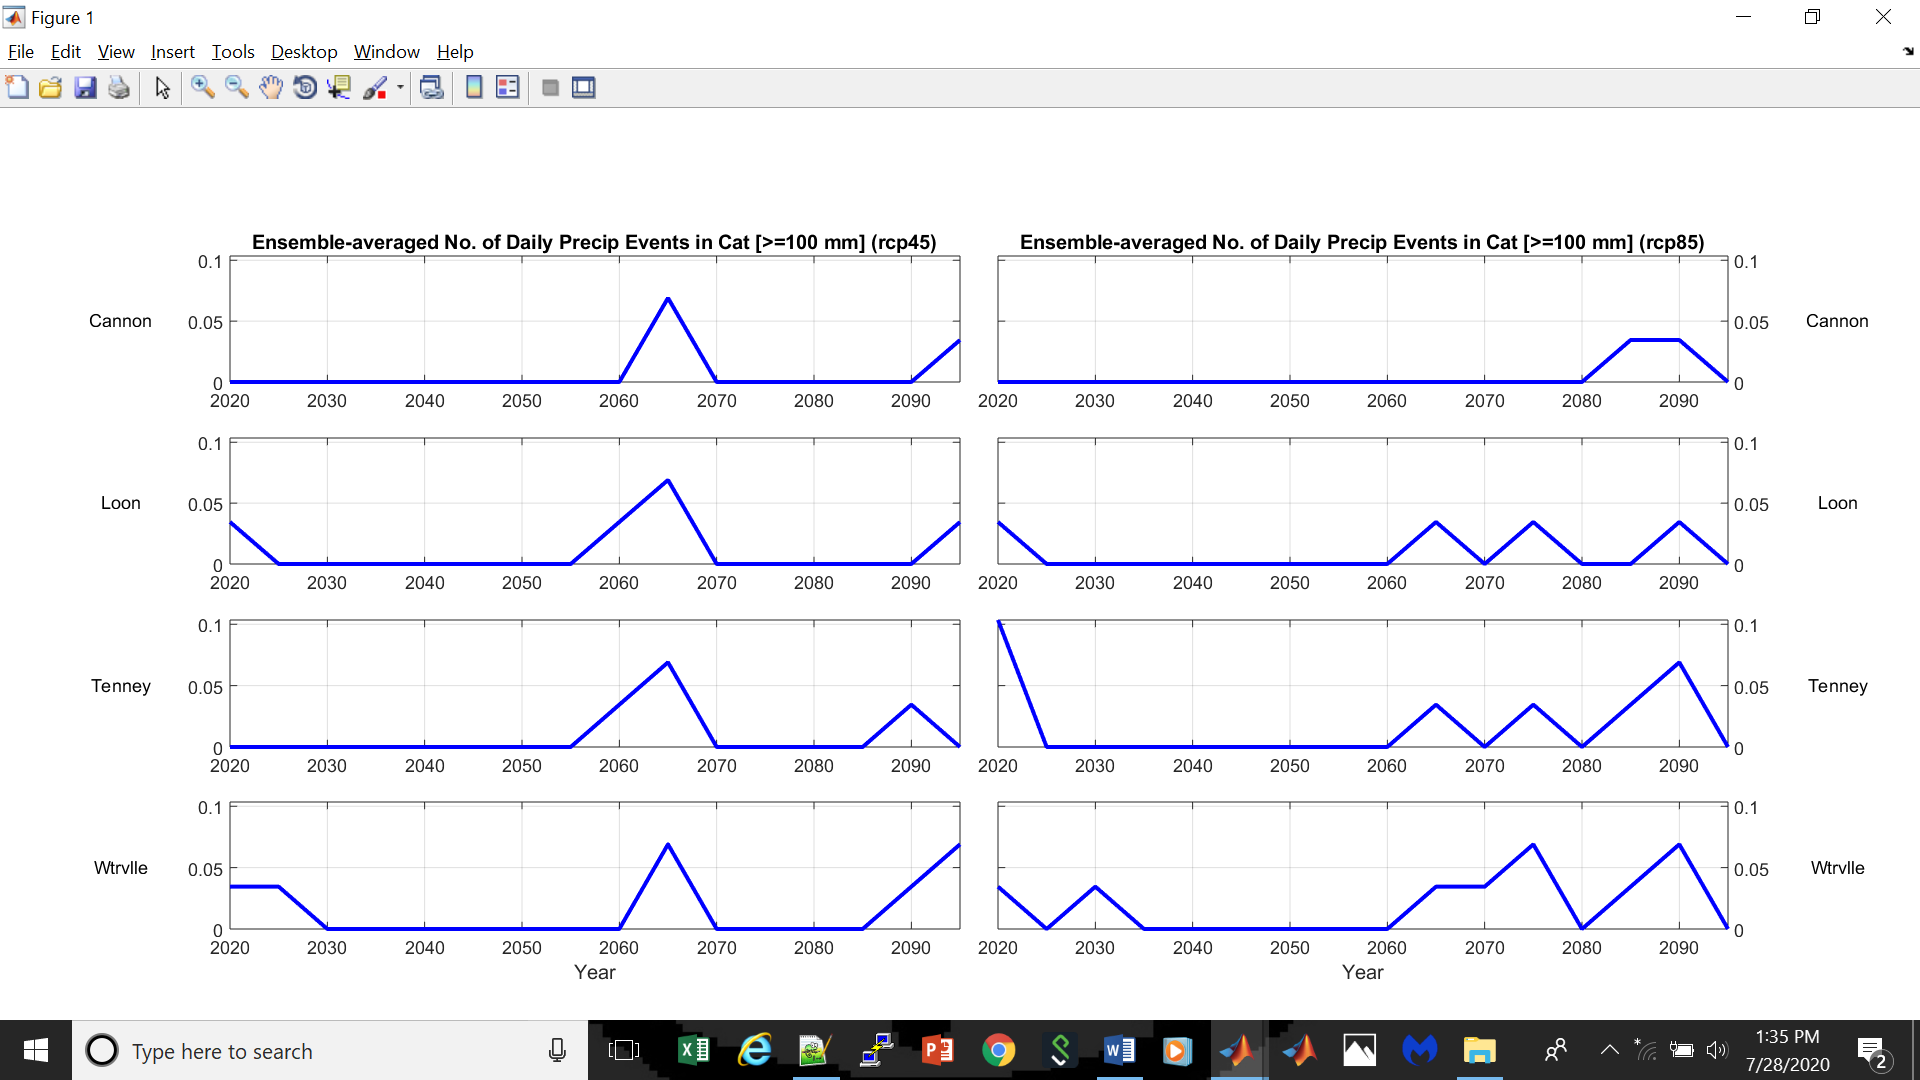 Figure 1
File Edit View Insert Tools Desktop Window Help
Ensemble-averaged No. of Daily Precip Events in Cat [>=100 mm] (rcp45)
Ensemble-averaged No. of Daily Precip Events in Cat [>=100 mm] (rcp85)
0.1 0.1
Cannon 0.05 0.05 Cannon
0 0
2020 2030 2040 2050 2060 2070 2080 2090 2020 2030 2040 2050 2060 2070 2080 2090
0.1 0.1
Loon 0.05 0.05 Loon
0 0
2020 2030 2040 2050 2060 2070 2080 2090 2020 2030 2040 2050 2060 2070 2080 2090
0.1 0.1
Tenney 0.05 0.05 Tenney
0 0
2020 2030 2040 2050 2060 2070 2080 2090 2020 2030 2040 2050 2060 2070 2080 2090
0.1 0.1
Wtrvlle 0.05 0.05 Wtrvlle
0 0
2020 2030 2040 2050 2060 2070 2080 2090 2020 2030 2040 2050 2060 2070 2080 2090
Year Year
Type here to search
1:35 PM
7/28/2020
2